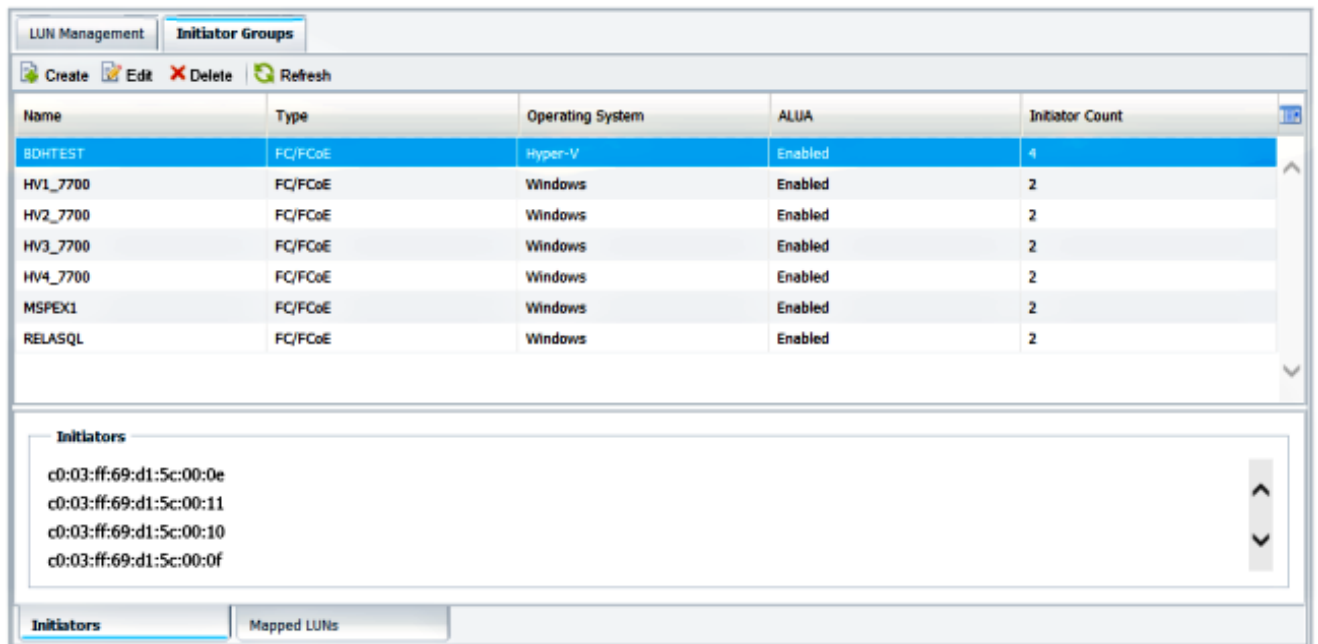 LUN Management Initiator Groups
Create Edit Delete Refresh
Name Type Operating System ALUA Initiator Count
BDHTEST FC/FCoE Hyper-V Enabled 4
HV1_7700 FC/FCoE Windows Enabled 2
HV2_7700 FC/FCoE Windows Enabled 2
HV3_7700 FC/FCoE Windows Enabled 2
HV4_7700 FC/FCoE Windows Enabled 2
MSPEX1 FC/FCoE Windows Enabled 2
RELASQL FC/FCoE Windows Enabled 2
Initiators
c0:03:ff:69:d1:5c:00:0e
c0:03:ff:69:d1:5c:00:11
c0:03:ff:69:d1:5c:00:10
c0:03:ff:69:d1:5c:00:0f
Initiators Mapped LUNs